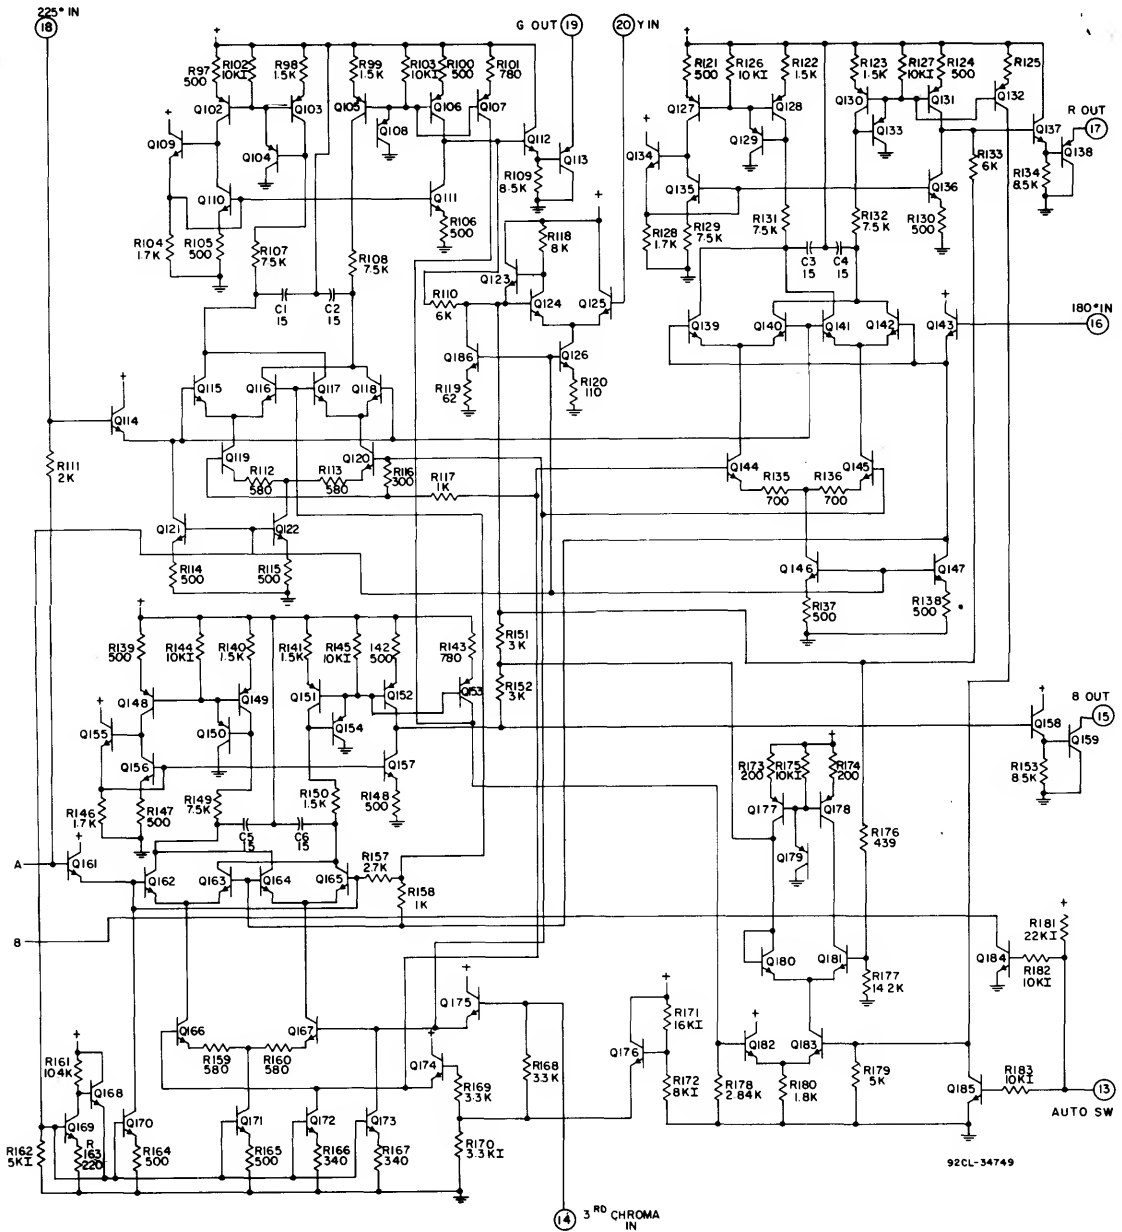 225° IN
18
G OUT 19
20 Y IN
R97 500
R102 10KI
R98 1.5K
R99 1.5K
R103 10KI
R100 500
R101 780
R121 500
R126 10KI
R122 1.5K
R123 1.5K
R127 10KI
R124 500
R125
Q102
Q103
Q105
Q106
Q107
Q127
Q128
Q130
Q131
Q132
R OUT
17
Q109
Q104
Q108
Q112
Q113
Q134
Q129
Q133
Q137
Q138
R133 6K
R134 8.5K
R109 8.5K
Q110
Q111
Q135
Q136
R104 1.7K
R105 500
R107 7.5K
R108 7.5K
R106 500
R118 8K
R128 1.7K
R129 7.5K
R131 7.5K
R132 7.5K
R130 500
C1 15
C2 15
R110 6K
Q123
Q124
Q125
C3 15
C4 15
180° IN
16
Q139
Q140
Q141
Q142
Q143
Q186
Q126
R119 62
R120 110
Q115
Q116
Q117
Q118
Q114
R111 2K
Q119
Q120
R112 580
R113 580
R116 300
R117 1K
Q144
Q145
R135 700
R136 700
Q121
Q122
R114 500
R115 500
Q146
Q147
R137 500
R138 500
R139 500
R144 10KI
R140 1.5K
R141 1.5K
R145 10KI
142 500
R143 780
R151 3K
R152 3K
Q148
Q149
Q151
Q152
Q153
Q155
Q150
Q154
Q156
Q157
B OUT
15
Q158
Q159
R153 8.5K
R146 1.7K
R147 500
R149 7.5K
R150 1.5K
R148 500
R173 200
R175 10KI
R174 200
Q177
Q178
Q179
R176 439
C5 15
C6 15
A
Q161
Q162
Q163
Q164
Q165
R157 2.7K
R158 1K
B
R181 22KI
Q180
Q181
Q184
R182 10KI
R177 14.2K
Q166
Q167
R159 580
R160 580
Q175
Q174
R168 3.3K
R169 3.3K
R170 3.3KI
R171 16KI
Q176
R172 8KI
Q182
Q183
R178 2.84K
R180 1.8K
R179 5K
Q185
R183 10KI
13
AUTO SW
R161 104K
Q168
Q169
Q170
Q171
Q172
Q173
R162 5KI
R 163 220
R164 500
R165 500
R166 340
R167 340
92CL-34749
14 3RD CHROMA IN